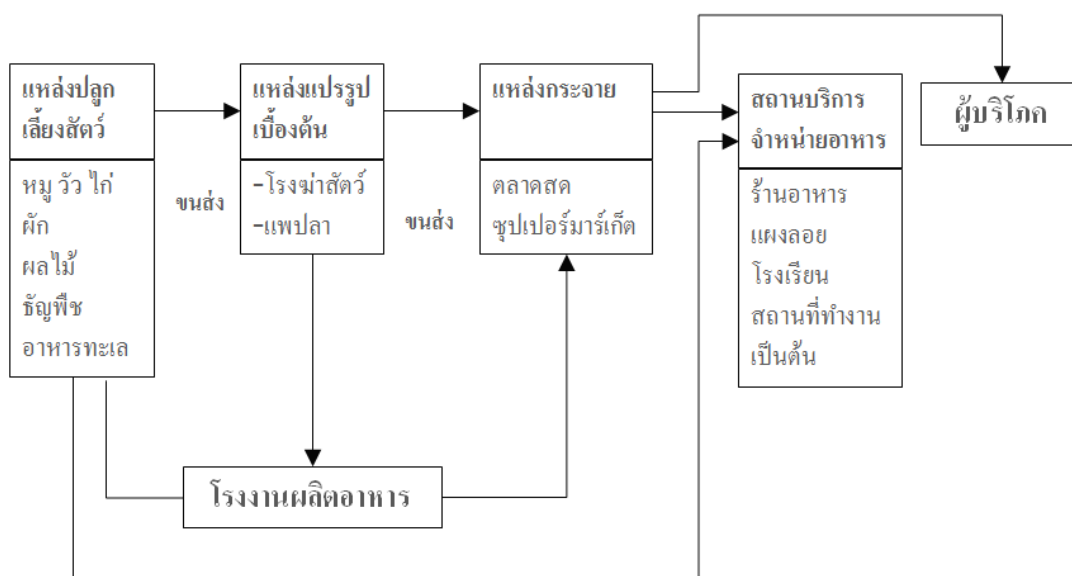 แหล่งปลูก
เลี้ยงสัตว์
หมู วัว ไก่
ผัก
ผลไม้
ธัญพืช
อาหารทะเล
ขนส่ง
แหล่งแปรรูป
เบื้องต้น
-โรงฆ่าสัตว์
-แพปลา
ขนส่ง
แหล่งกระจาย
ตลาดสด
ซุปเปอร์มาร์เก็ต
สถานบริการ
จำหน่ายอาหาร
ร้านอาหาร
แผงลอย
โรงเรียน
สถานที่ทำงาน
เป็นต้น
ผู้บริโภค
โรงงานผลิตอาหาร